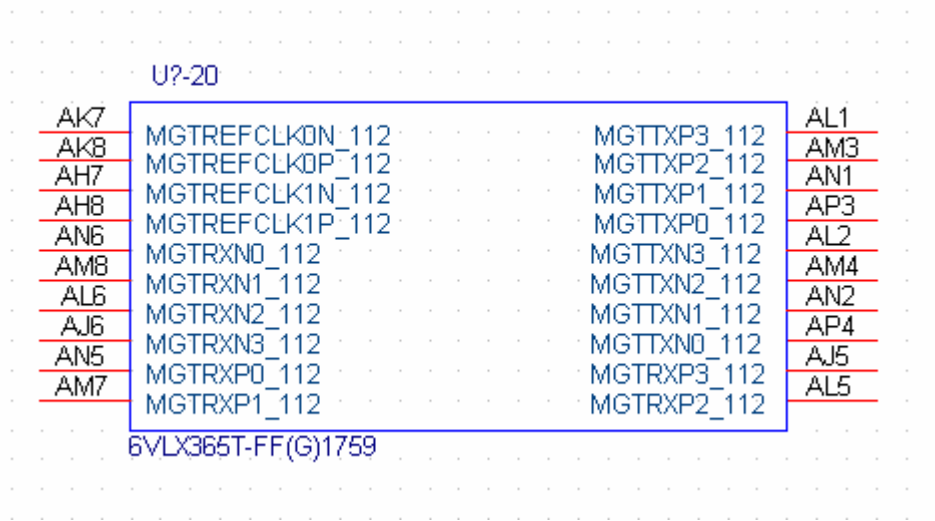 U?-20
AK7 MGTREFCLK0N_112 MGTTXP3_112 AL1
AK8 MGTREFCLK0P_112 MGTTXP2_112 AM3
AH7 MGTREFCLK1N_112 MGTTXP1_112 AN1
AH8 MGTREFCLK1P_112 MGTTXP0_112 AP3
AN6 MGTRXN0_112 MGTTXN3_112 AL2
AM8 MGTRXN1_112 MGTTXN2_112 AM4
AL6 MGTRXN2_112 MGTTXN1_112 AN2
AJ6 MGTRXN3_112 MGTTXN0_112 AP4
AN5 MGTRXP0_112 MGTRXP3_112 AJ5
AM7 MGTRXP1_112 MGTRXP2_112 AL5
6VLX365T-FF(G)1759